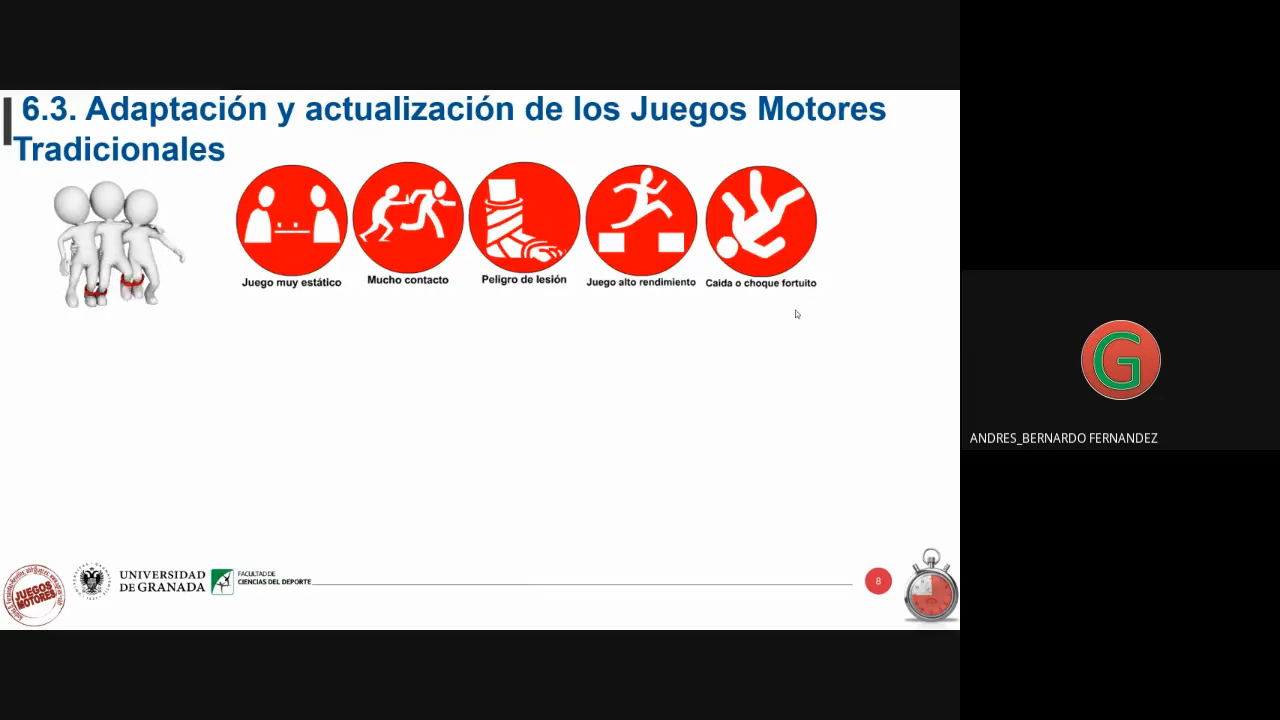 6.3. Adaptación y actualización de los Juegos Motores
Tradicionales
Juego muy estático
Mucho contacto
Peligro de lesión
Juego alto rendimiento
Caida o choque fortuito
G
ANDRES_BERNARDO FERNANDEZ
JUEGOS
MOTORES
UNIVERSIDAD
DE GRANADA
FACULTAD DE
CIENCIAS DEL DEPORTE
8